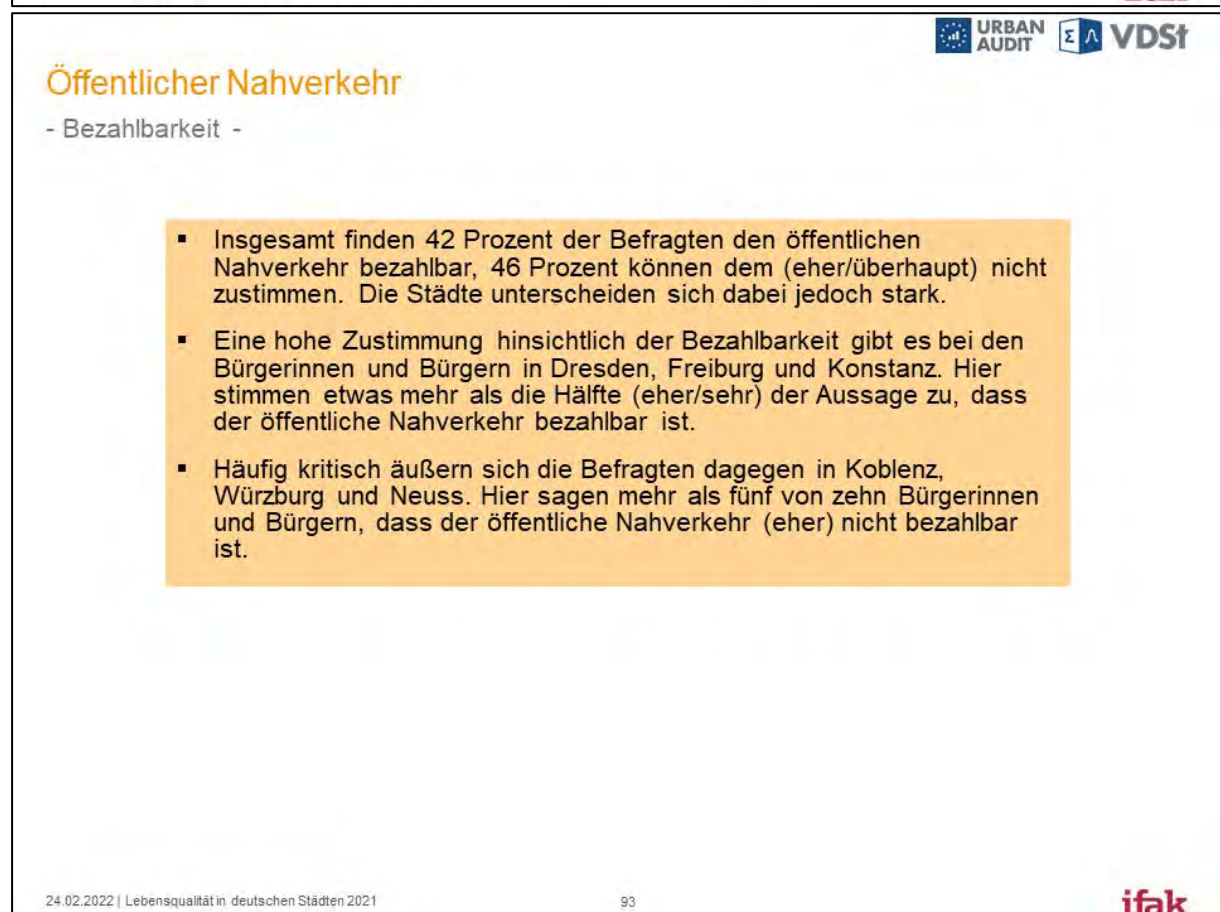 URBAN AUDIT VDSt
Öffentlicher Nahverkehr
- Bezahlbarkeit -
▪ Insgesamt finden 42 Prozent der Befragten den öffentlichen
Nahverkehr bezahlbar, 46 Prozent können dem (eher/überhaupt) nicht
zustimmen. Die Städte unterscheiden sich dabei jedoch stark.
▪ Eine hohe Zustimmung hinsichtlich der Bezahlbarkeit gibt es bei den
Bürgerinnen und Bürgern in Dresden, Freiburg und Konstanz. Hier
stimmen etwas mehr als die Hälfte (eher/sehr) der Aussage zu, dass
der öffentliche Nahverkehr bezahlbar ist.
▪ Häufig kritisch äußern sich die Befragten dagegen in Koblenz,
Würzburg und Neuss. Hier sagen mehr als fünf von zehn Bürgerinnen
und Bürgern, dass der öffentliche Nahverkehr (eher) nicht bezahlbar
ist.
24.02.2022 | Lebensqualität in deutschen Städten 2021 93 ifak